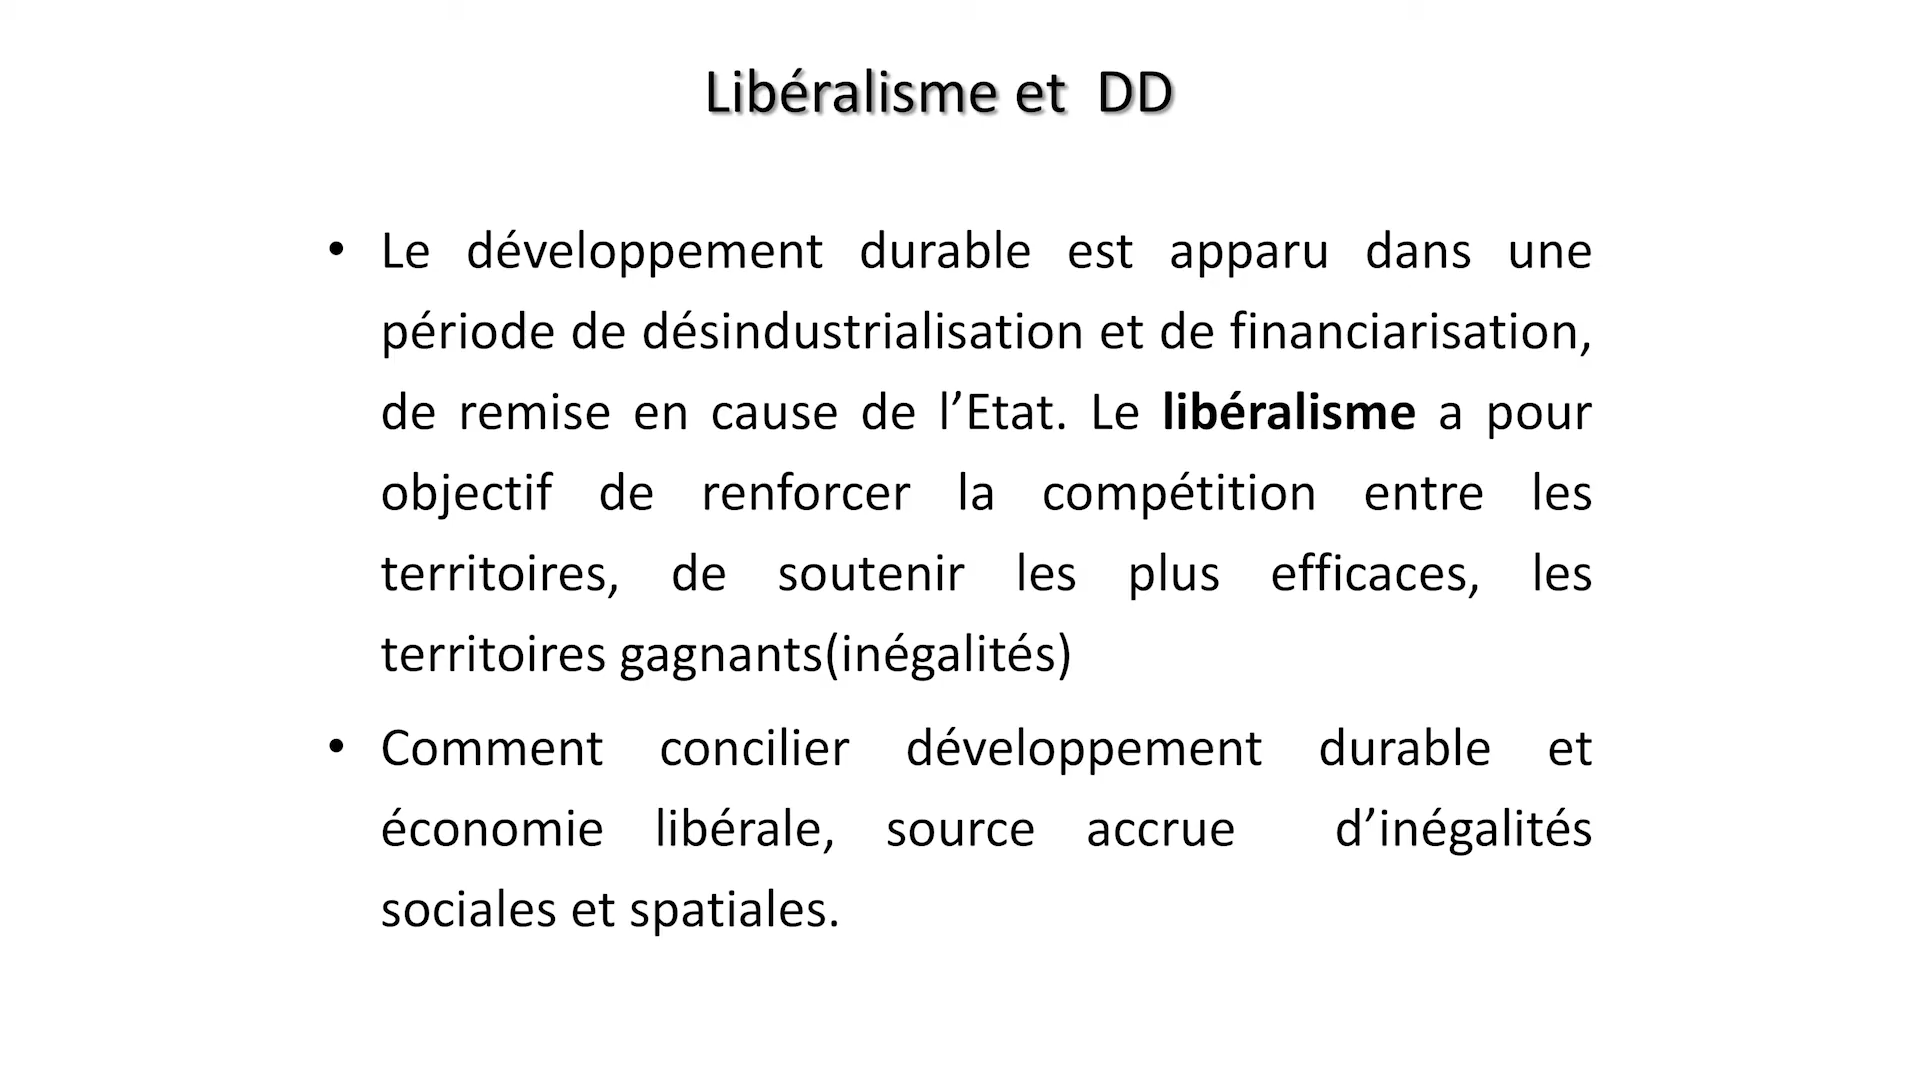 Libéralisme et DD
• Le développement durable est apparu dans une
période de désindustrialisation et de financiarisation,
de remise en cause de l’Etat. Le libéralisme a pour
objectif de renforcer la compétition entre les
territoires, de soutenir les plus efficaces, les
territoires gagnants(inégalités)
• Comment concilier développement durable et
économie libérale, source accrue d’inégalités
sociales et spatiales.